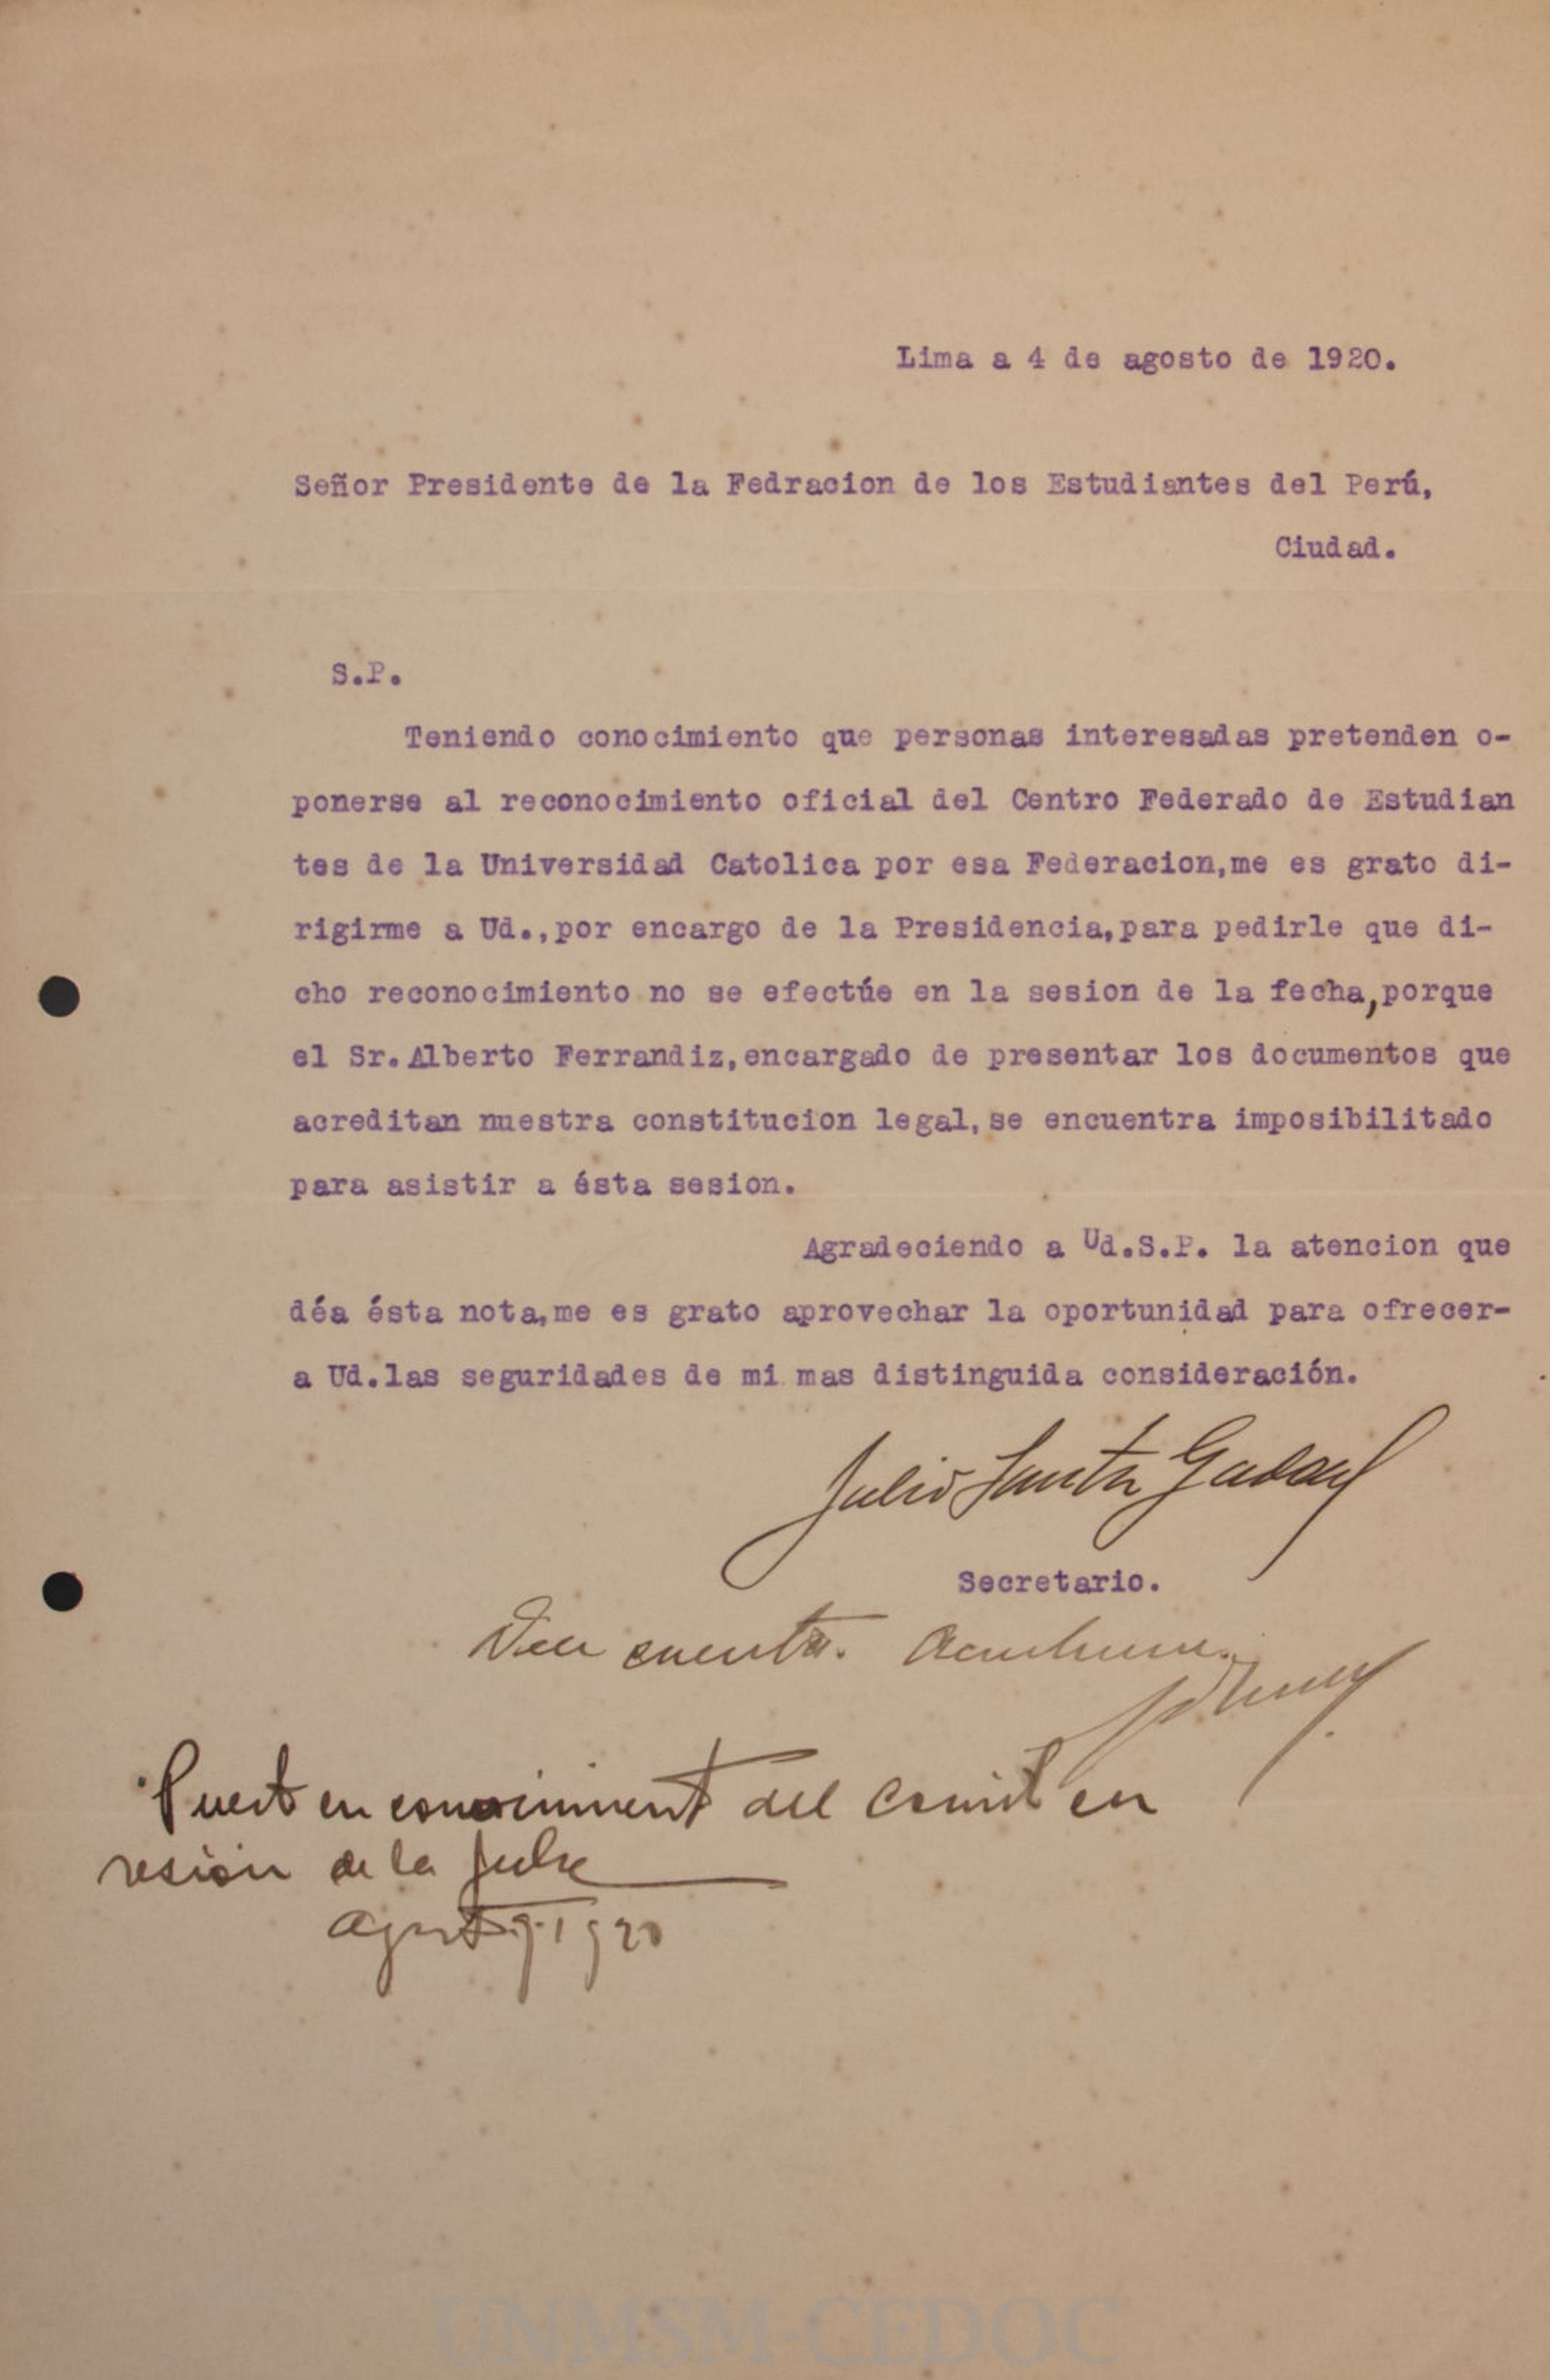 Lima a 4 de agosto de 1920.
Señor Presidente de la Fedracion de los Estudiantes del Perú,
Ciudad.
S.P.
Teniendo conocimiento que personas interesadas pretenden o-
ponerse al reconocimiento oficial del Centro Federado de Estudian
tes de la Universidad Catolica por esa Federacion,me es grato di-
rigirme a Ud.,por encargo de la Presidencia,para pedirle que di-
cho reconocimiento no se efectúe en la sesion de la fecha,porque
el Sr.Alberto Ferrandiz,encargado de presentar los documentos que
acreditan nuestra constitucion legal,se encuentra imposibilitado
para asistir a ésta sesion.
Agradeciendo a Ud.S.P. la atencion que
déa ésta nota,me es grato aprovechar la oportunidad para ofrecer-
a Ud.las seguridades de mi mas distinguida consideración.
Julio
Secretario.
cuenta.
Puesto en conocimiento del Comité en
sesión de la fecha
agosto 1920
UNMSM-CEDOC